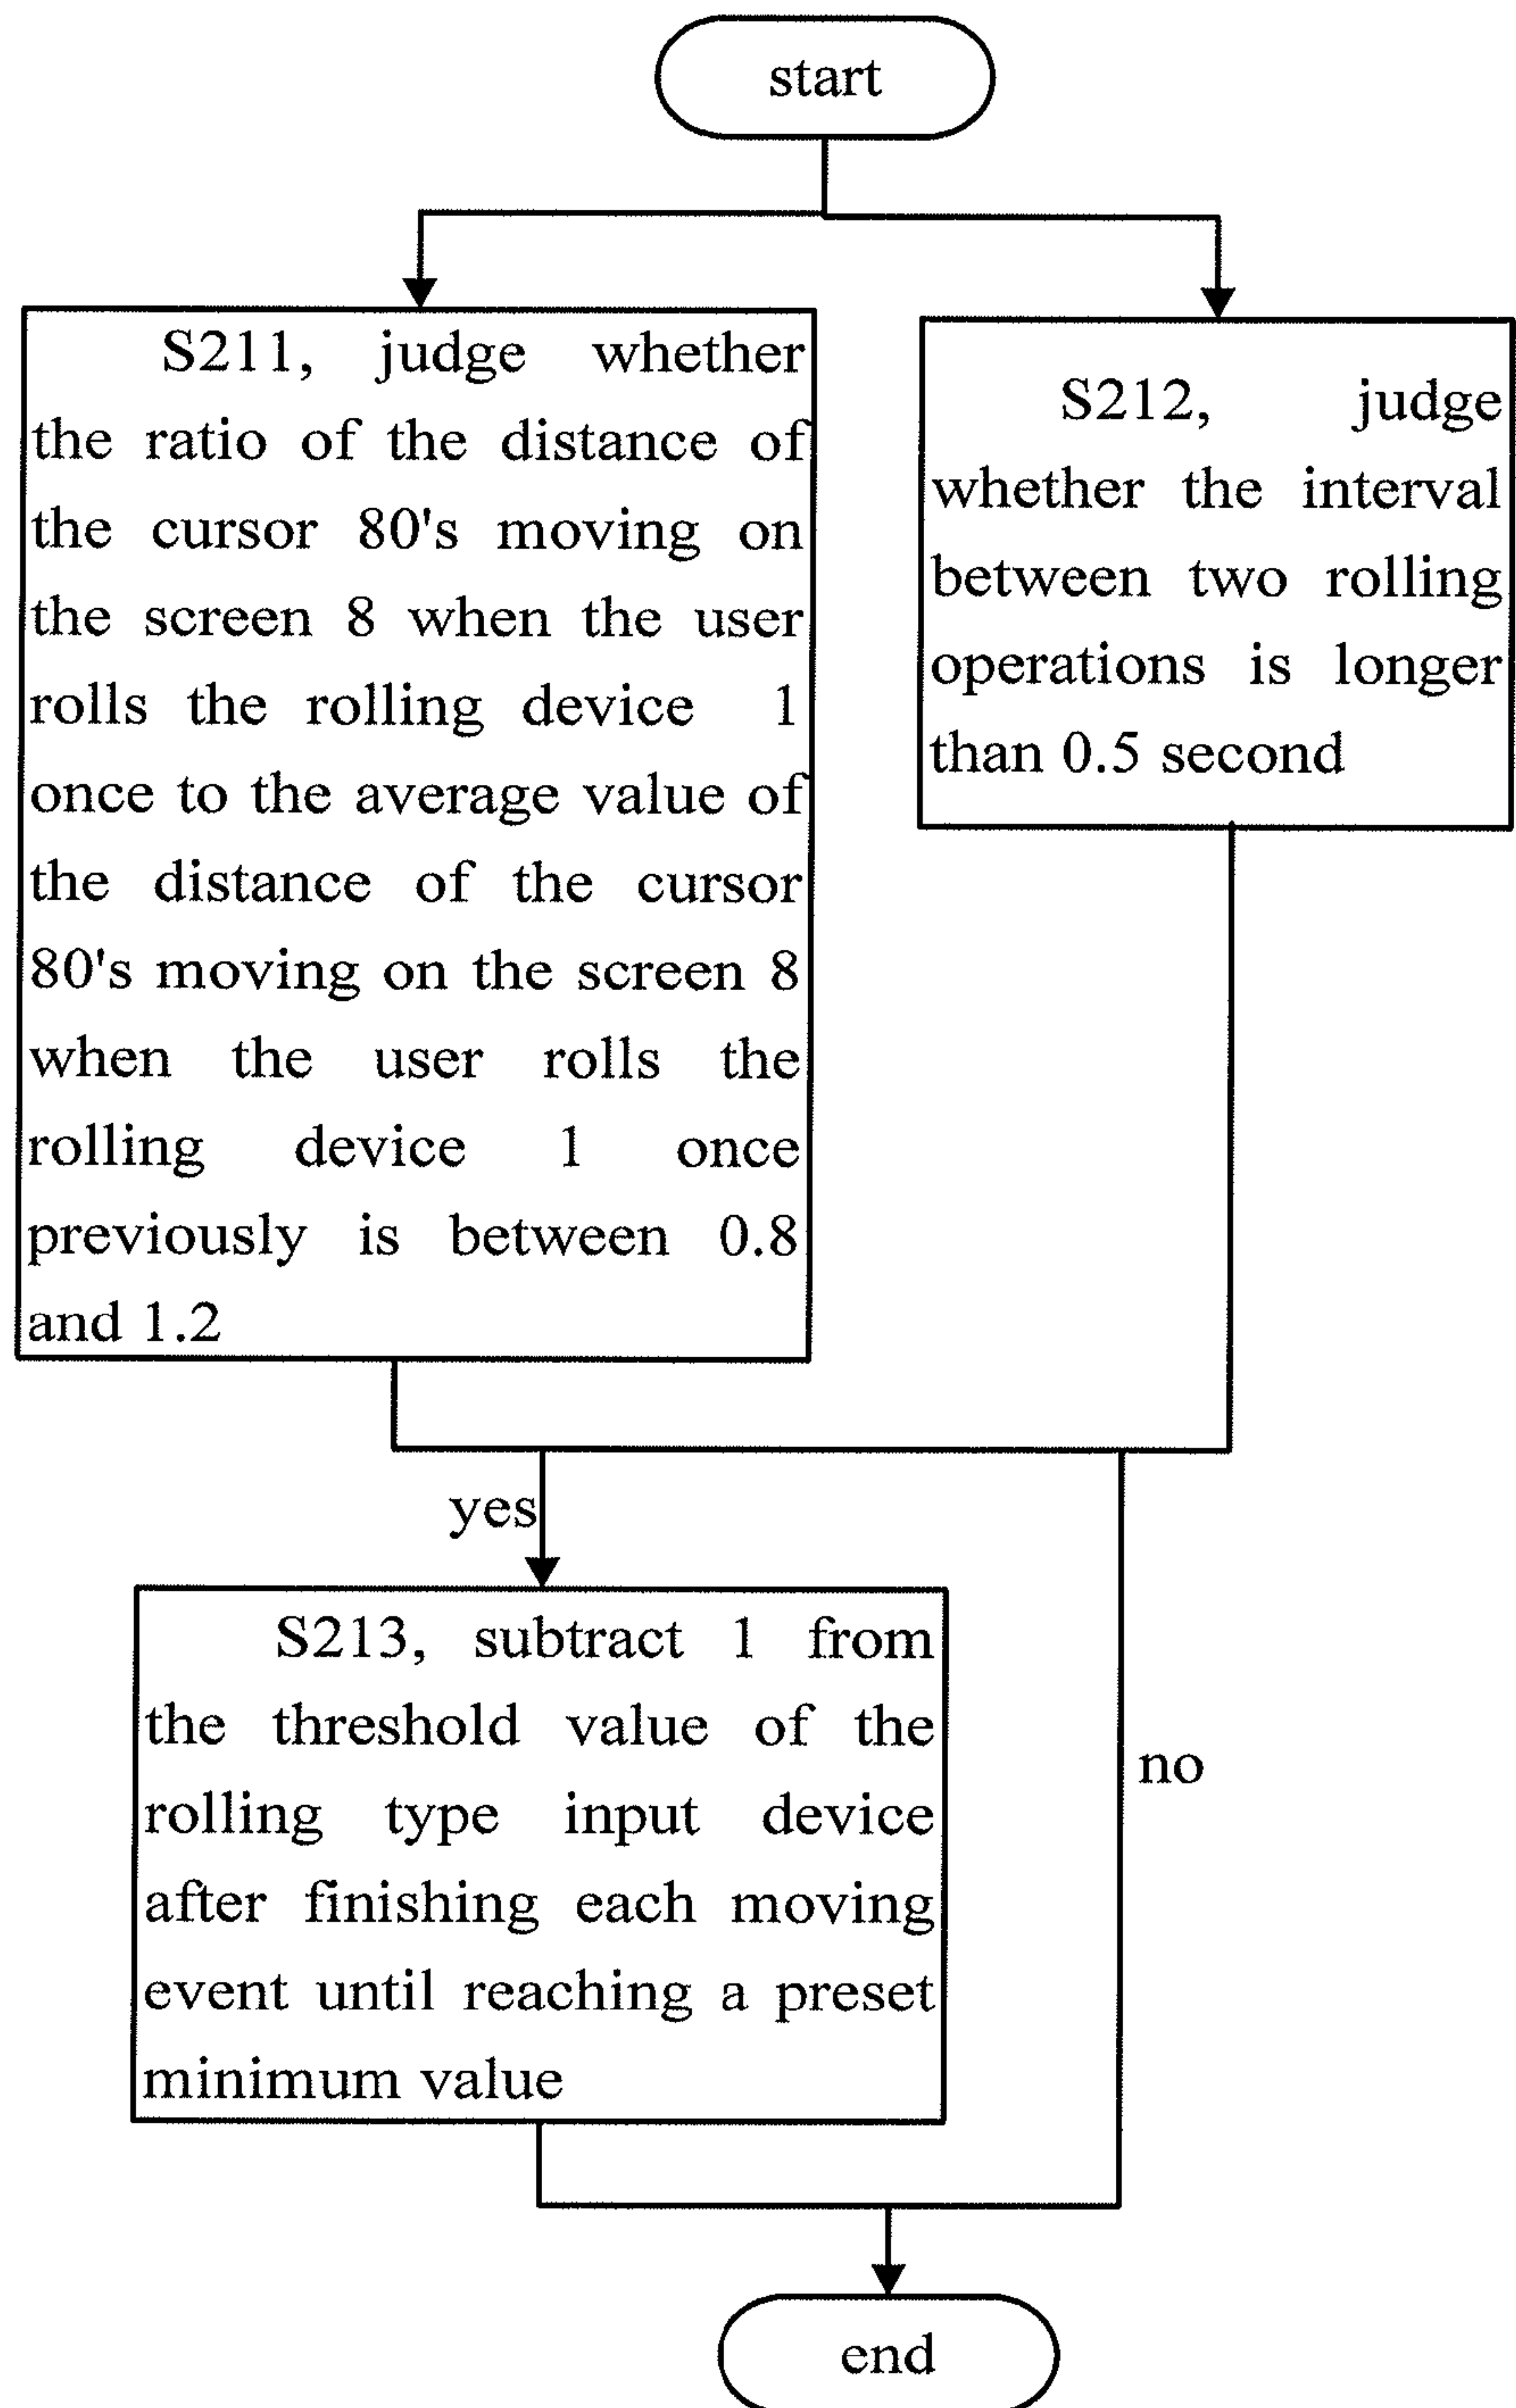 start
S211, judge whether
the ratio of the distance of
the cursor 80's moving on
the screen 8 when the user
rolls the rolling device 1
once to the average value of
the distance of the cursor
80's moving on the screen 8
when the user rolls the
rolling device 1 once
previously is between 0.8
and 1.2
S212, judge
whether the interval
between two rolling
operations is longer
than 0.5 second
yes
S213, subtract 1 from
the threshold value of the
rolling type input device
after finishing each moving
event until reaching a preset
minimum value
no
end